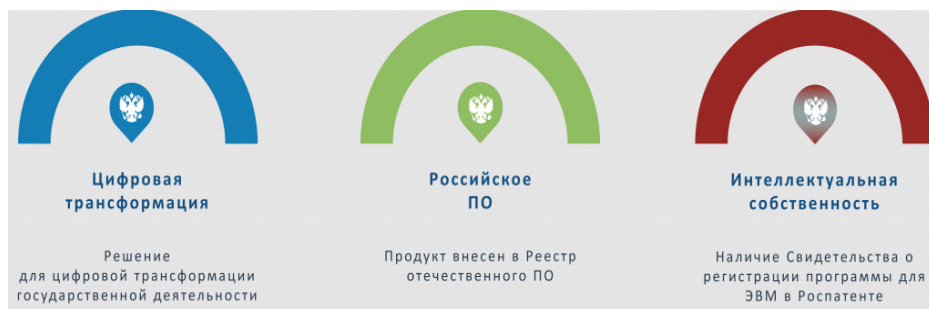 Цифровая
трансформация
Решение
для цифровой трансформации
государственной деятельности
Российское
ПО
Продукт внесен в Реестр
отечественного ПО
Интеллектуальная
собственность
Наличие Свидетельства о
регистрации программы для
ЭВМ в Роспатенте